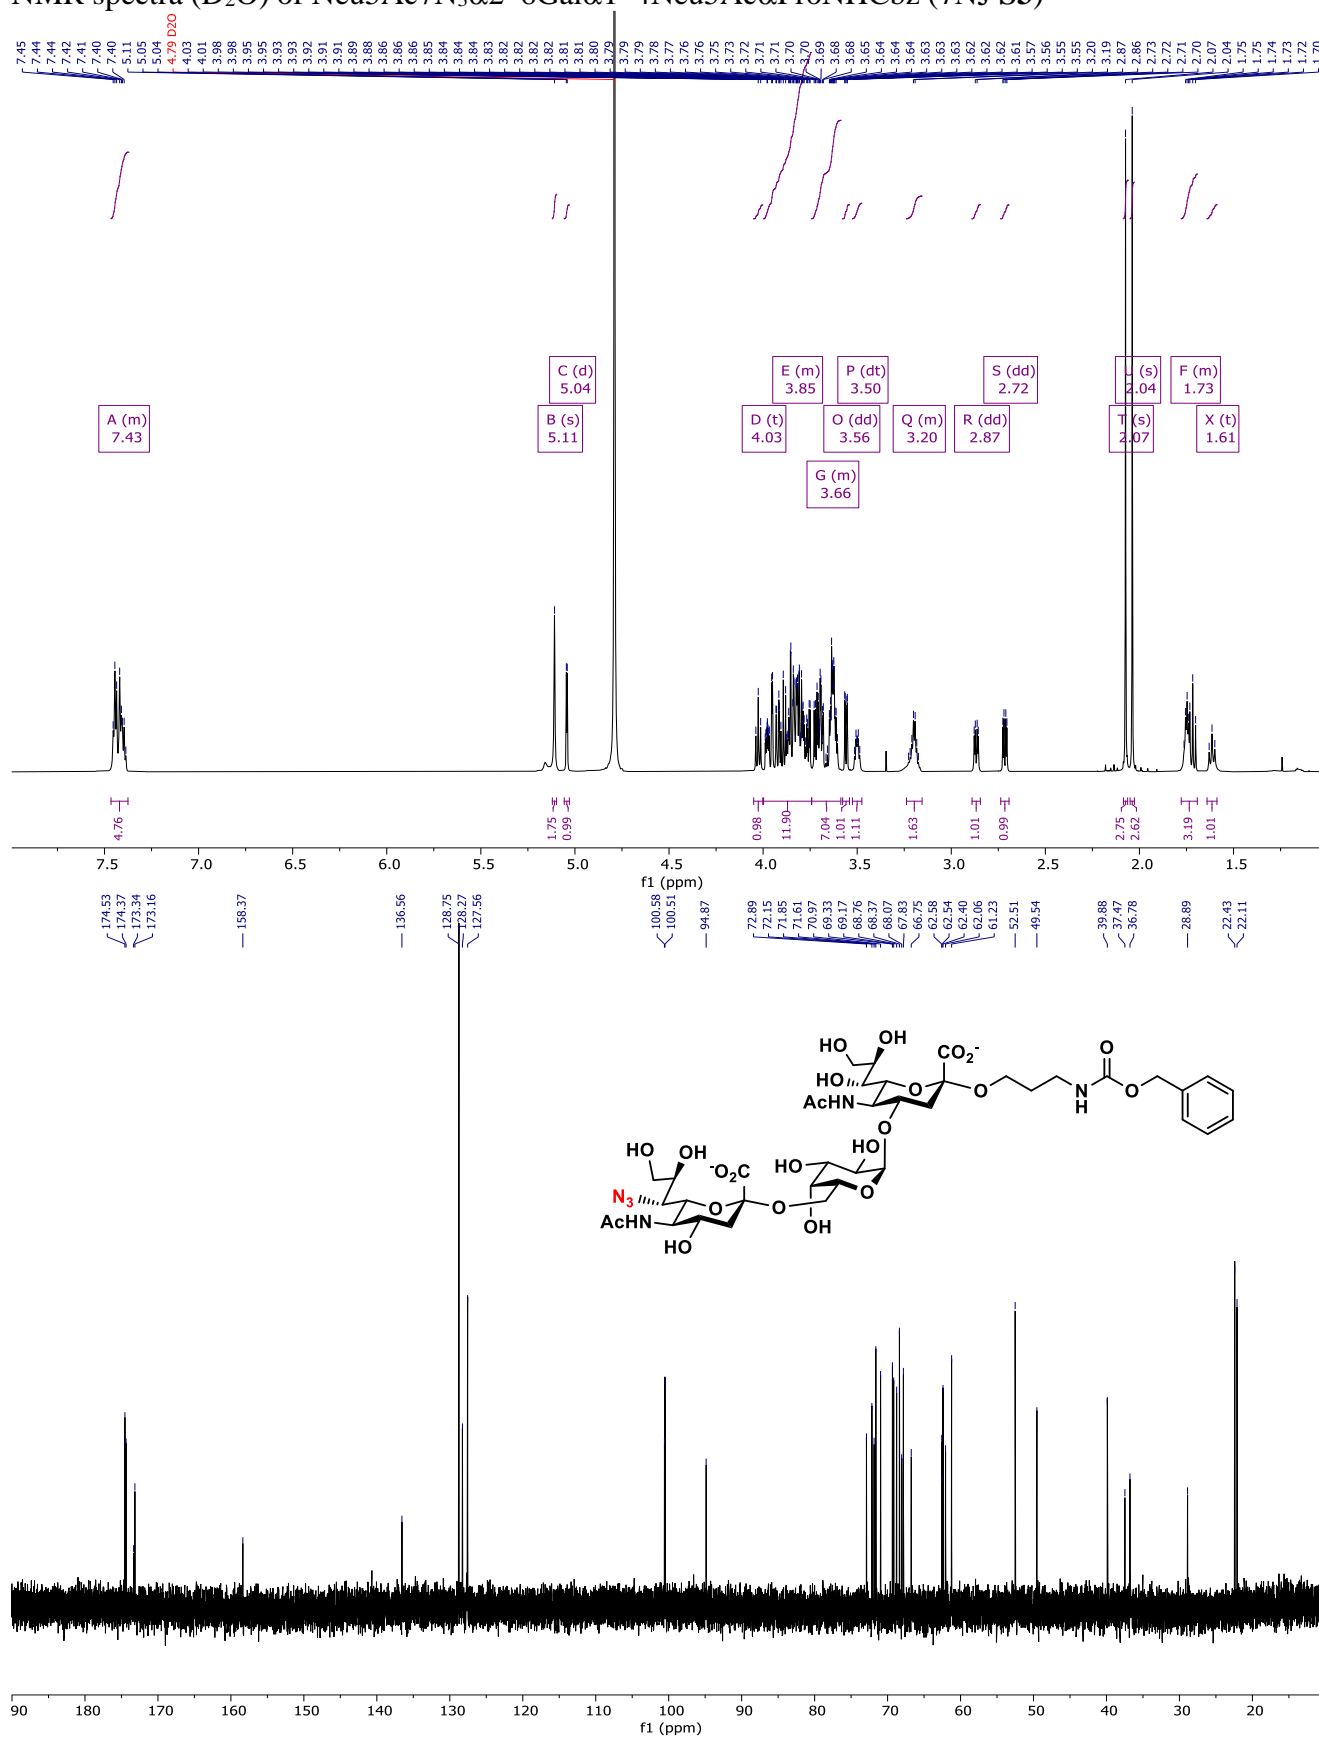 NMR spectra (D₂O) of Neu5Ac7N₃α2–6Galα1–4Neu5AcαProNHCbz (7N₃-S3)
7.45 7.44 7.44 7.42 7.41 7.40 7.40 5.11 5.05 5.04 4.79 D2O 4.03 4.01 3.98 3.98 3.95 3.95 3.93 3.93 3.92 3.91 3.91 3.89 3.88 3.86 3.86 3.86 3.85 3.84 3.84 3.84 3.83 3.82 3.82 3.82 3.82 3.81 3.81 3.80 3.79 3.79 3.79 3.78 3.77 3.76 3.76 3.75 3.73 3.72 3.71 3.71 3.70 3.70 3.69 3.68 3.68 3.65 3.64 3.64 3.64 3.63 3.63 3.63 3.62 3.62 3.62 3.61 3.57 3.56 3.55 3.55 3.20 3.19 2.87 2.86 2.73 2.72 2.71 2.70 2.07 2.04 1.75 1.75 1.74 1.73 1.72 1.70
C (d) 5.04
E (m) 3.85
P (dt) 3.50
S (dd) 2.72
U (s) 2.04
F (m) 1.73
A (m) 7.43
B (s) 5.11
D (t) 4.03
O (dd) 3.56
Q (m) 3.20
R (dd) 2.87
T (s) 2.07
X (t) 1.61
G (m) 3.66
4.76 1.75 0.99 0.98 11.90 7.04 1.01 1.11 1.63 1.01 0.99 2.75 2.62 3.19 1.01
7.5 7.0 6.5 6.0 5.5 5.0 4.5 4.0 3.5 3.0 2.5 2.0 1.5
f1 (ppm)
174.53 174.37 173.34 173.16 158.37 136.56 128.75 128.27 127.56 100.58 100.51 94.87 72.89 72.15 71.85 71.61 70.97 69.33 69.17 68.76 68.37 68.07 67.83 66.75 62.58 62.54 62.40 62.06 61.23 52.51 49.54 39.88 37.47 36.78 28.89 22.43 22.11
HO OH CO₂⁻ O
HO O O N H O
AcHN O
HO OH ⁻O₂C HO HO
N₃ O O O
AcHN OH
HO
90 180 170 160 150 140 130 120 110 100 90 80 70 60 50 40 30 20
f1 (ppm)